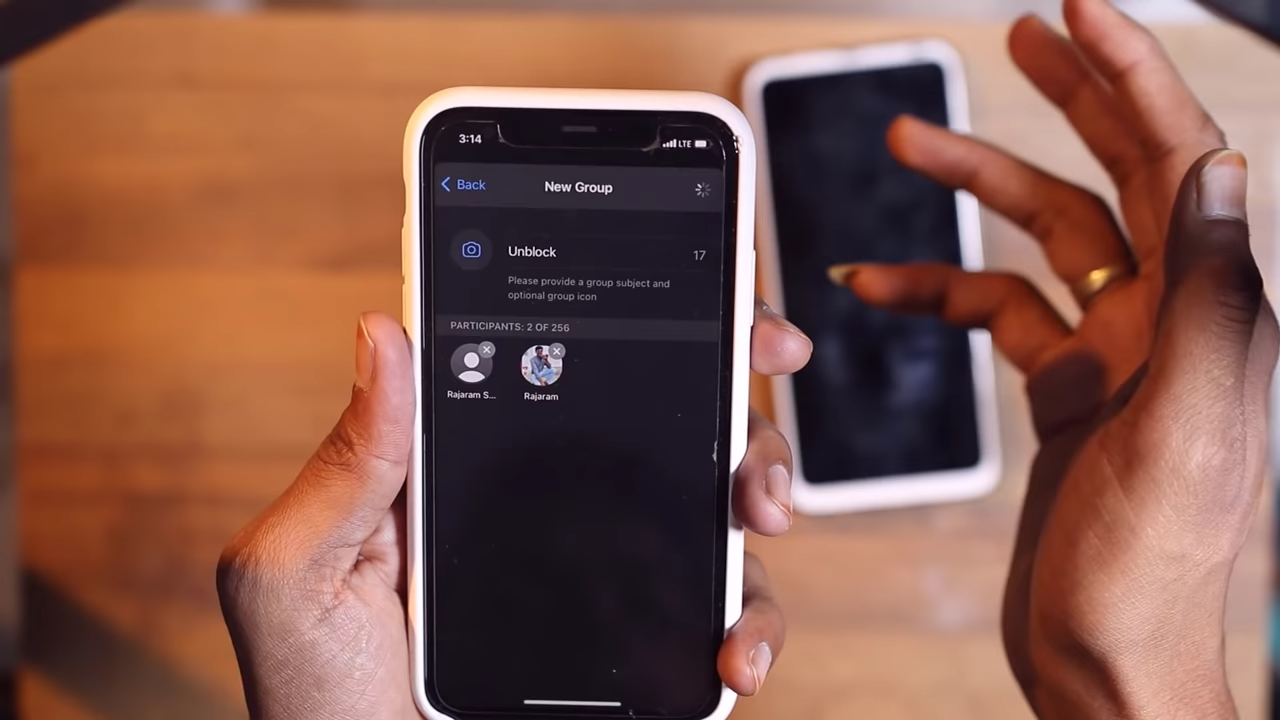 3:14 LTE
Back New Group
Unblock 17
Please provide a group subject and
optional group icon
PARTICIPANTS: 2 OF 256
Rajaram S... Rajaram